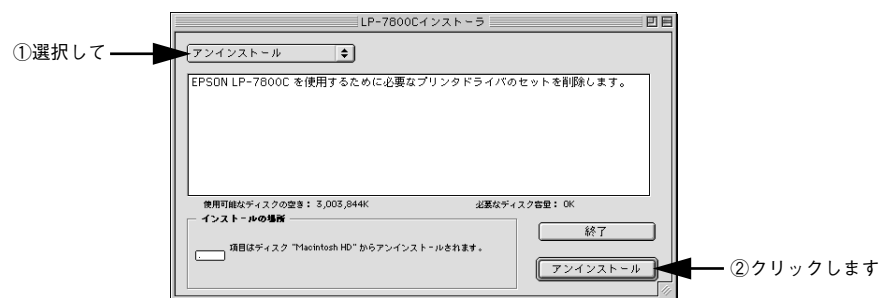 LP-7800Cインストーラ
①選択して
アンインストール
EPSON LP-7800C を使用するために必要なプリンタドライバのセットを削除します。
使用可能なディスクの空き： 3,003,844K 必要なディスク容量： 0K
インストールの場所
項目はディスク "Macintosh HD" からアンインストールされます。
終了
アンインストール
②クリックします